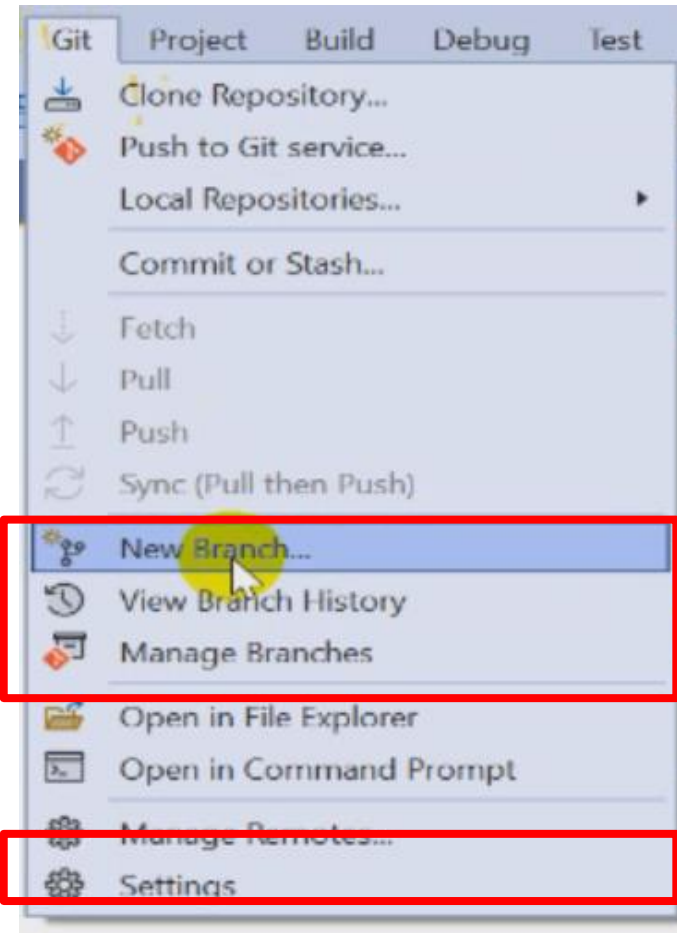 Git Project Build Debug Test
Clone Repository...
Push to Git service...
Local Repositories...
Commit or Stash...
Fetch
Pull
Push
Sync (Pull then Push)
New Branch...
View Branch History
Manage Branches
Open in File Explorer
Open in Command Prompt
Manage Remotes...
Settings